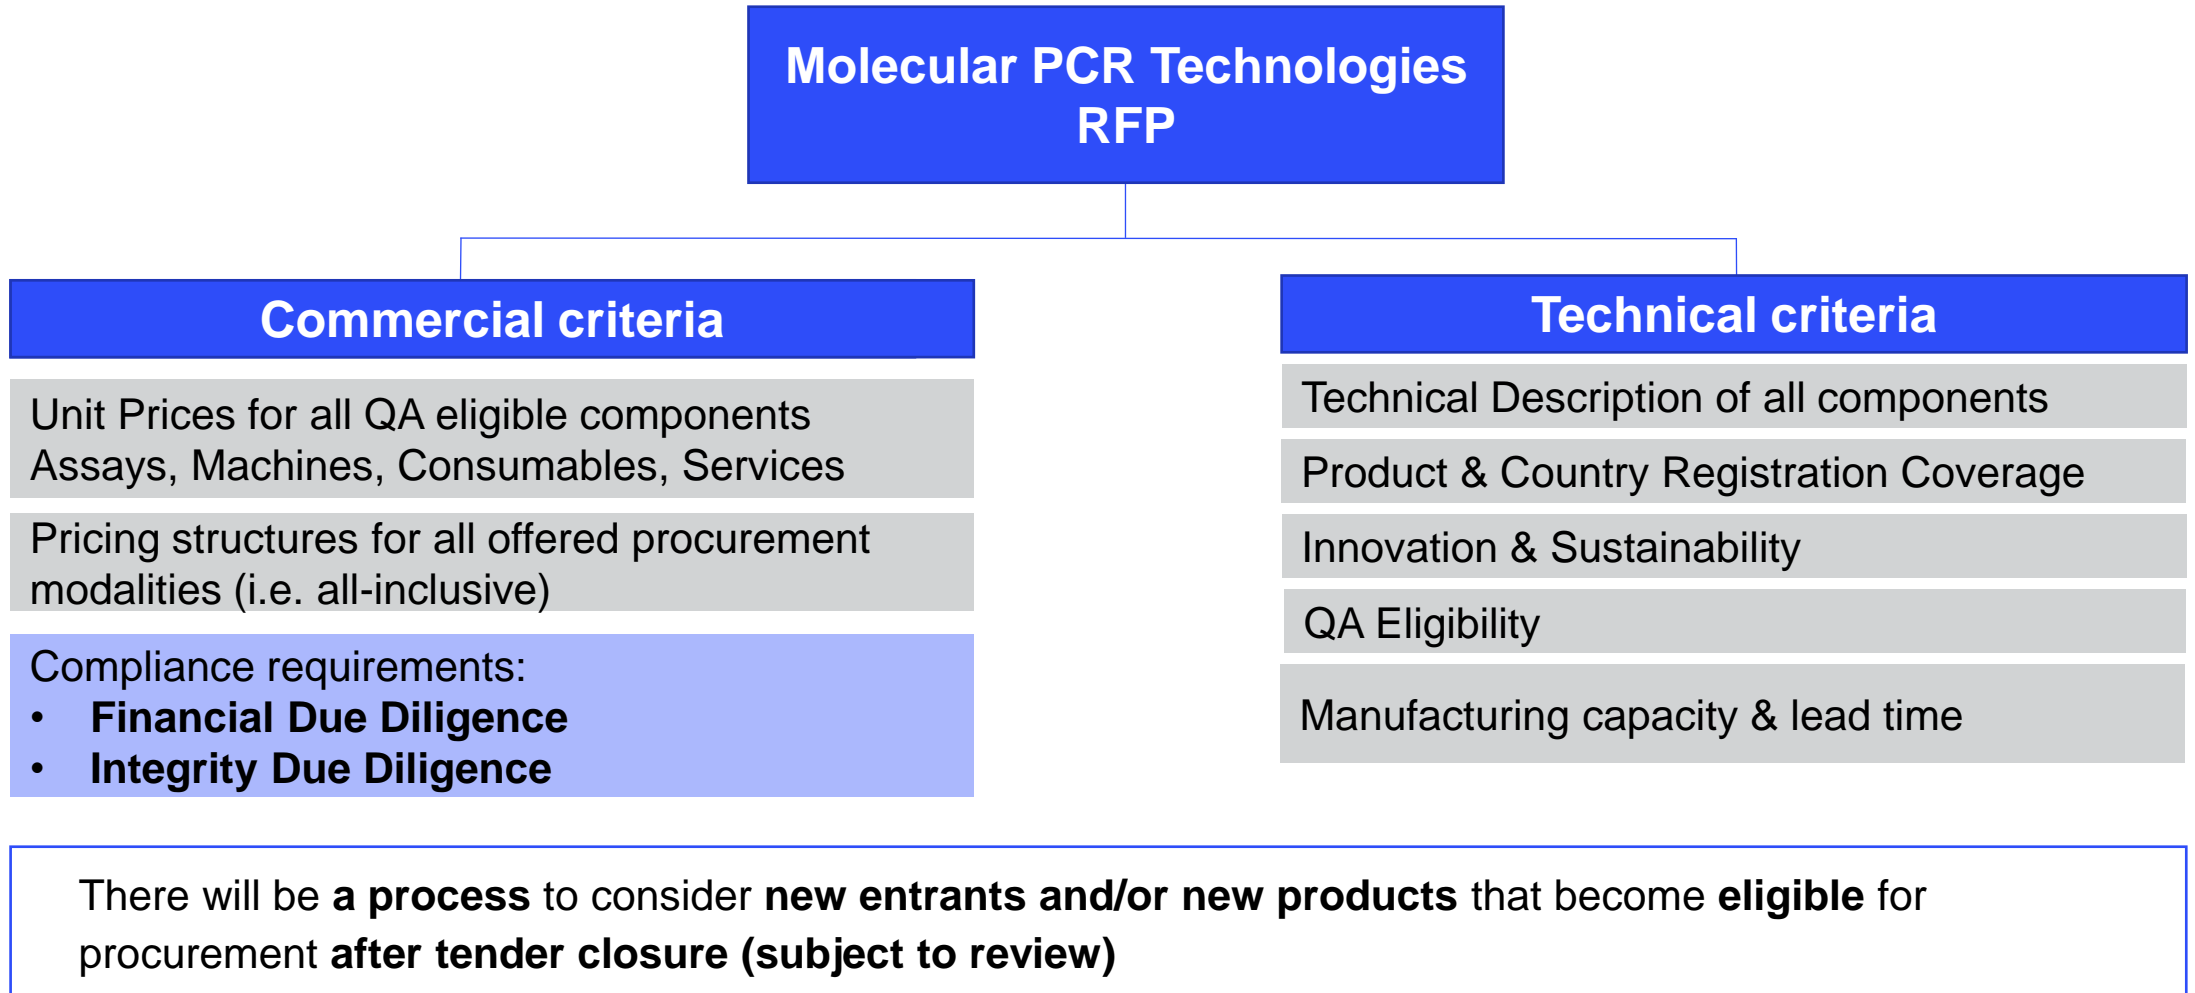 Molecular PCR Technologies
RFP
Commercial criteria
Unit Prices for all QA eligible components
Assays, Machines, Consumables, Services
Pricing structures for all offered procurement
modalities (i.e. all-inclusive)
Compliance requirements:
• Financial Due Diligence
• Integrity Due Diligence
Technical criteria
Technical Description of all components
Product & Country Registration Coverage
Innovation & Sustainability
QA Eligibility
Manufacturing capacity & lead time
There will be a process to consider new entrants and/or new products that become eligible for
procurement after tender closure (subject to review)